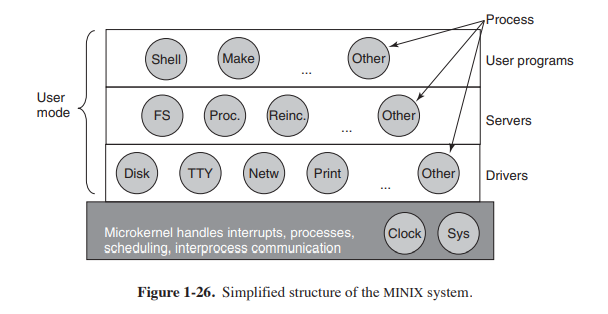 Process
Shell Make ... Other User programs
User
mode
FS Proc. Reinc. ... Other Servers
Disk TTY Netw Print ... Other Drivers
Microkernel handles interrupts, processes,
scheduling, interprocess communication
Clock Sys
Figure 1-26. Simplified structure of the MINIX system.